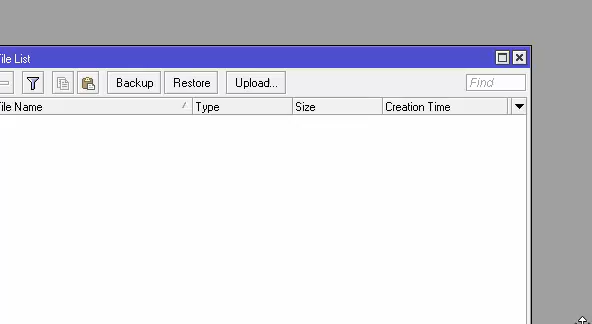 ile List
Backup Restore Upload... Find
ile Name Type Size Creation Time